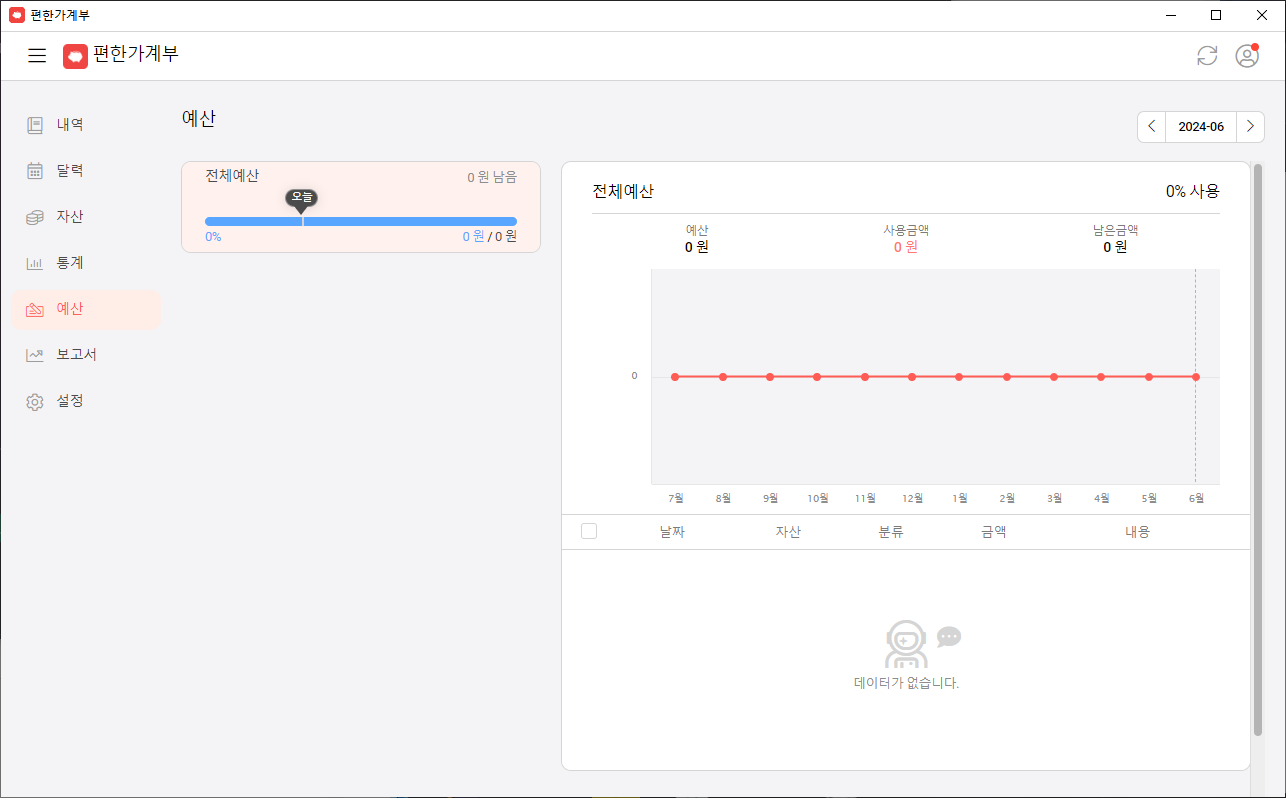 편한가계부
편한가계부
내역
달력
자산
통계
예산
보고서
설정
예산
2024-06
전체예산
0 원 남음
오늘
0%
0 원 / 0 원
전체예산
0% 사용
예산
사용금액
남은금액
0 원
0 원
0 원
0
7월 8월 9월 10월 11월 12월 1월 2월 3월 4월 5월 6월
날짜 자산 분류 금액 내용
데이터가 없습니다.